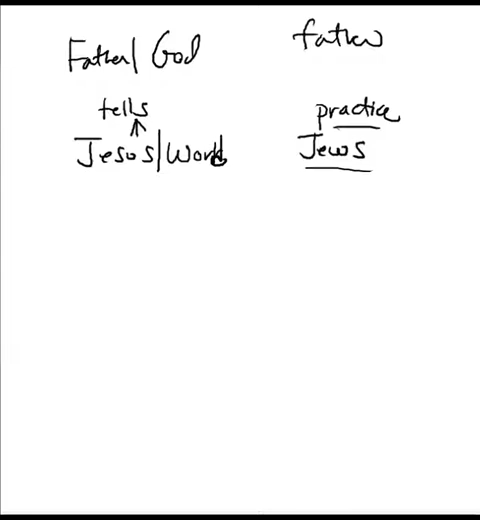 Father/God
father
tells
practice
Jesus/Word
Jews